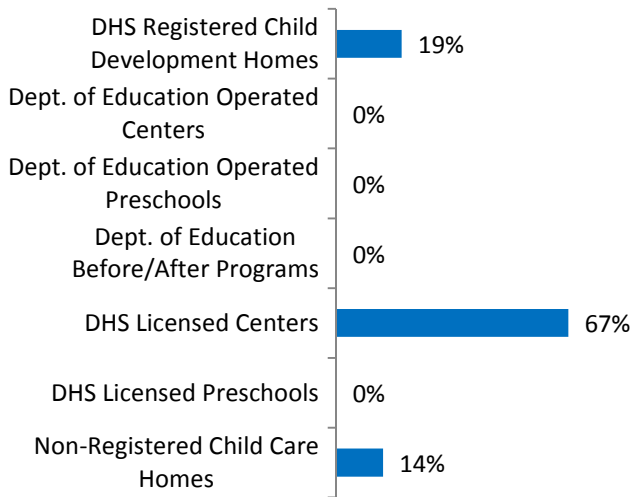 DHS Registered Child
Development Homes
19%
Dept. of Education Operated
Centers
0%
Dept. of Education Operated
Preschools
0%
Dept. of Education
Before/After Programs
0%
DHS Licensed Centers
67%
DHS Licensed Preschools
0%
Non-Registered Child Care
Homes
14%